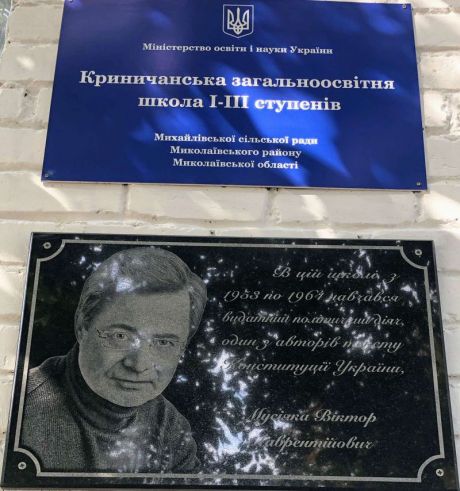 Міністерство освіти і науки України
Криничанська загальноосвітня
школа І-ІІІ ступенів
Михайлівської сільської ради
Миколаївського району
Миколаївської області
В цій школі з
1953 по 1964 навчався
видатний політичний діяч,
один з авторів тексту
Конституції України,
Мусіяка Віктор
Лаврентійович